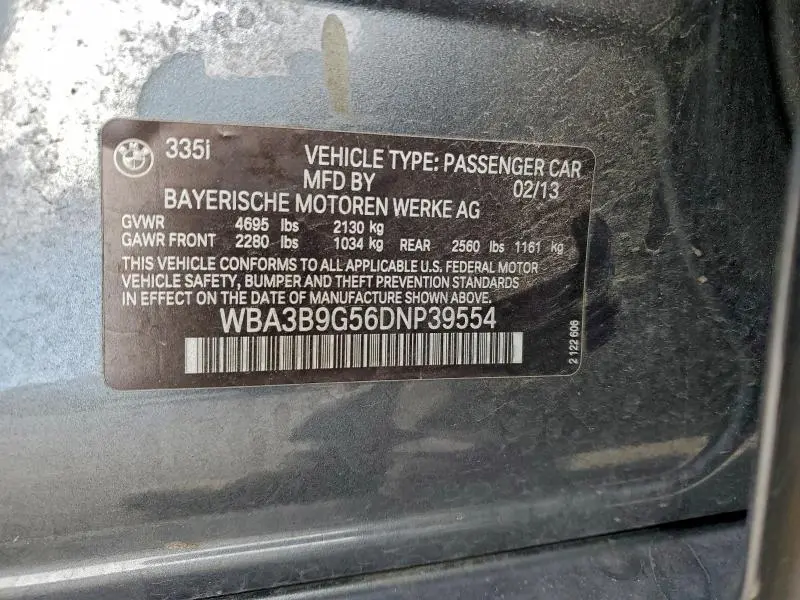 335i VEHICLE TYPE: PASSENGER CAR
MFD BY 02/13
BAYERISCHE MOTOREN WERKE AG
GVWR 4695 lbs 2130 kg
GAWR FRONT 2280 lbs 1034 kg REAR 2560 lbs 1161 kg
THIS VEHICLE CONFORMS TO ALL APPLICABLE U.S. FEDERAL MOTOR
VEHICLE SAFETY, BUMPER AND THEFT PREVENTION STANDARDS
IN EFFECT ON THE DATE OF MANUFACTURE SHOWN ABOVE.
WBA3B9G56DNP39554
2 122 606